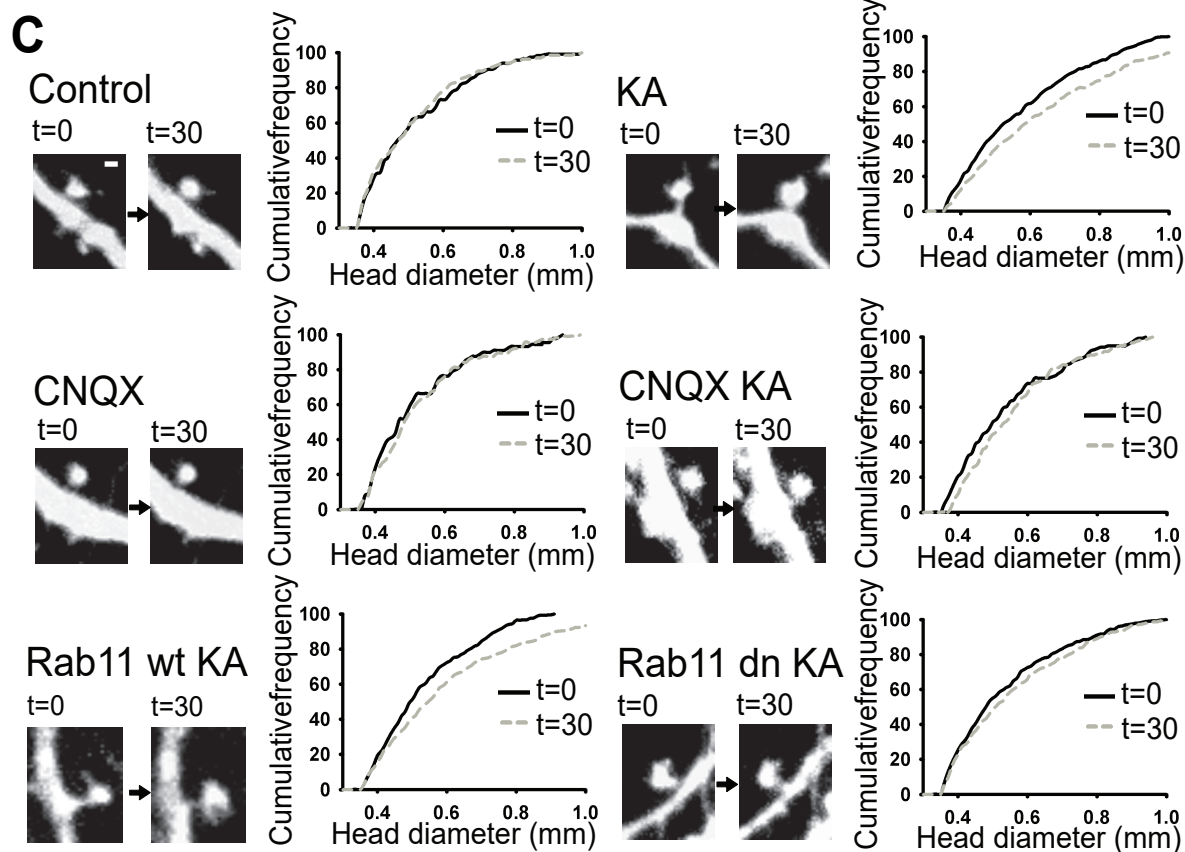 C
Control
t=0 t=30
Cumulativefrequency
100
80
60
40
20
0
t=0
t=30
0.4 0.6 0.8 1.0
Head diameter (mm)
KA
t=0 t=30
Cumulativefrequency
100
80
60
40
20
0
t=0
t=30
0.4 0.6 0.8 1.0
Head diameter (mm)
CNQX
t=0 t=30
Cumulativefrequency
100
80
60
40
20
0
t=0
t=30
0.4 0.6 0.8 1.0
Head diameter (mm)
CNQX KA
t=0 t=30
Cumulativefrequency
100
80
60
40
20
0
t=0
t=30
0.4 0.6 0.8 1.0
Head diameter (mm)
Rab11 wt KA
t=0 t=30
Cumulativefrequency
100
80
60
40
20
0
t=0
t=30
0.4 0.6 0.8 1.0
Head diameter (mm)
Rab11 dn KA
t=0 t=30
Cumulativefrequency
100
80
60
40
20
0
t=0
t=30
0.4 0.6 0.8 1.0
Head diameter (mm)